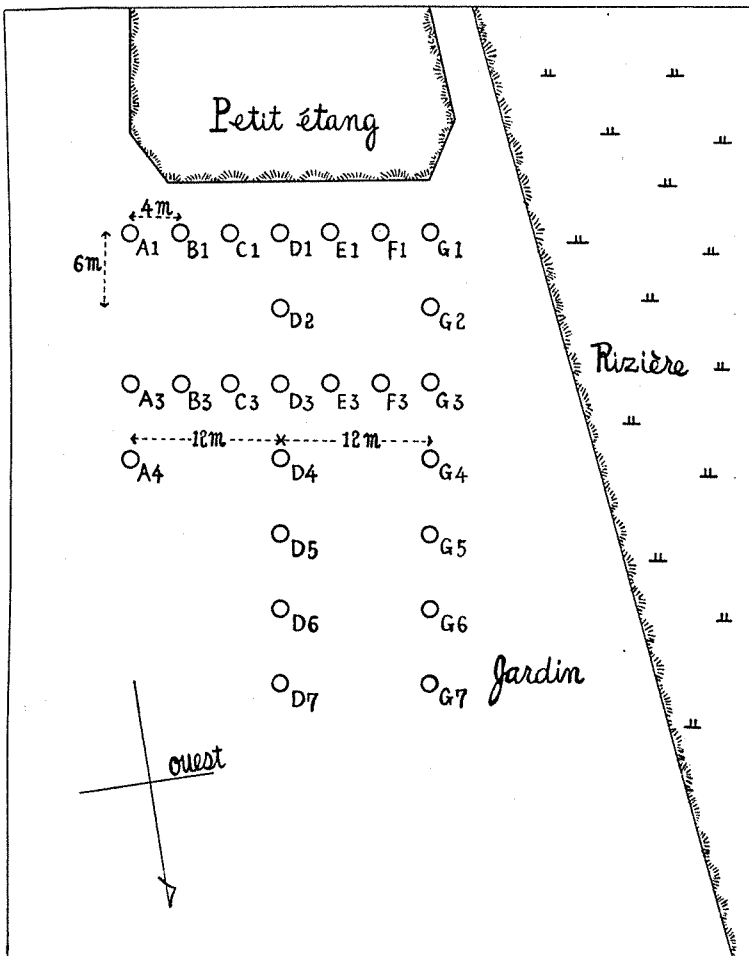 Petit étang
4m
6m
A1 B1 C1 D1 E1 F1 G1
D2 G2
Rizière
A3 B3 C3 D3 E3 F3 G3
12m 12m
A4 D4 G4
D5 G5
D6 G6
Jardin
D7 G7
ouest